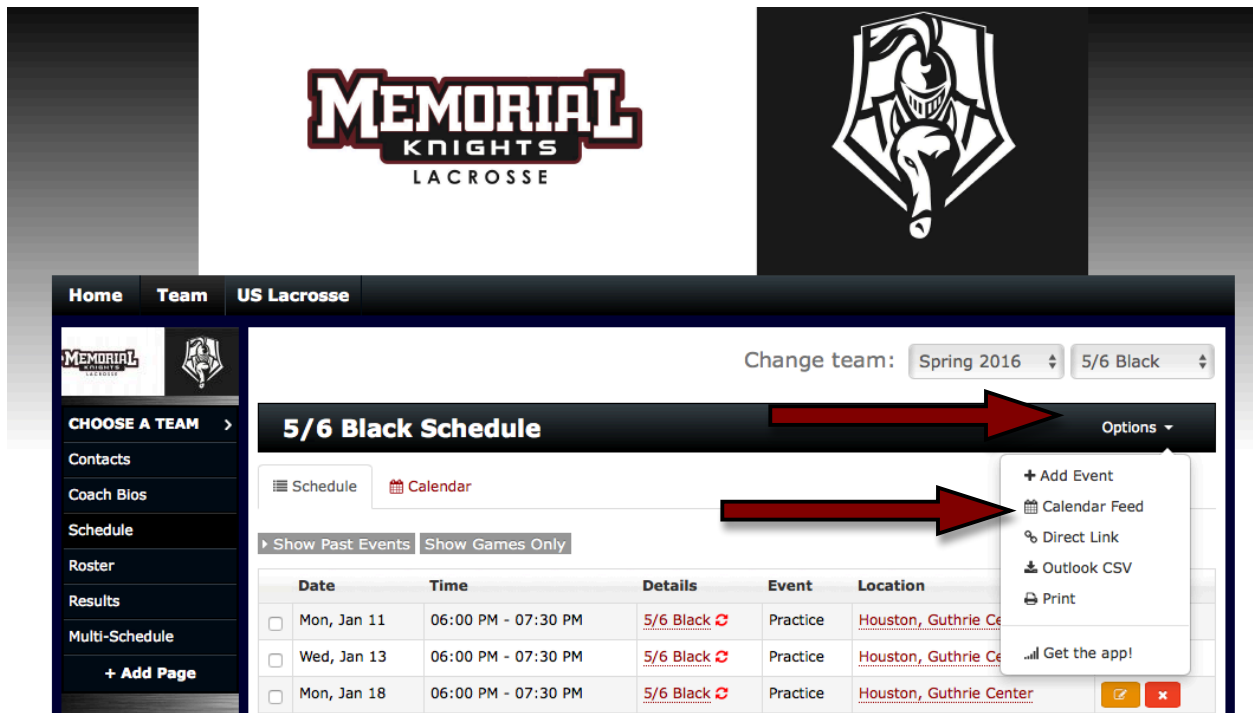 MEMORIAL
KNIGHTS
LACROSSE
Home Team US Lacrosse
MEMORIAL
KNIGHTS
LACROSSE
Change team: Spring 2016 5/6 Black
CHOOSE A TEAM >
Contacts
Coach Bios
Schedule
Roster
Results
Multi-Schedule
+ Add Page
5/6 Black Schedule Options
Schedule Calendar
+ Add Event
Calendar Feed
Direct Link
Outlook CSV
Print
Get the app!
Show Past Events Show Games Only
Date Time Details Event Location
Mon, Jan 11 06:00 PM - 07:30 PM 5/6 Black Practice Houston, Guthrie Ce
Wed, Jan 13 06:00 PM - 07:30 PM 5/6 Black Practice Houston, Guthrie Ce
Mon, Jan 18 06:00 PM - 07:30 PM 5/6 Black Practice Houston, Guthrie Center